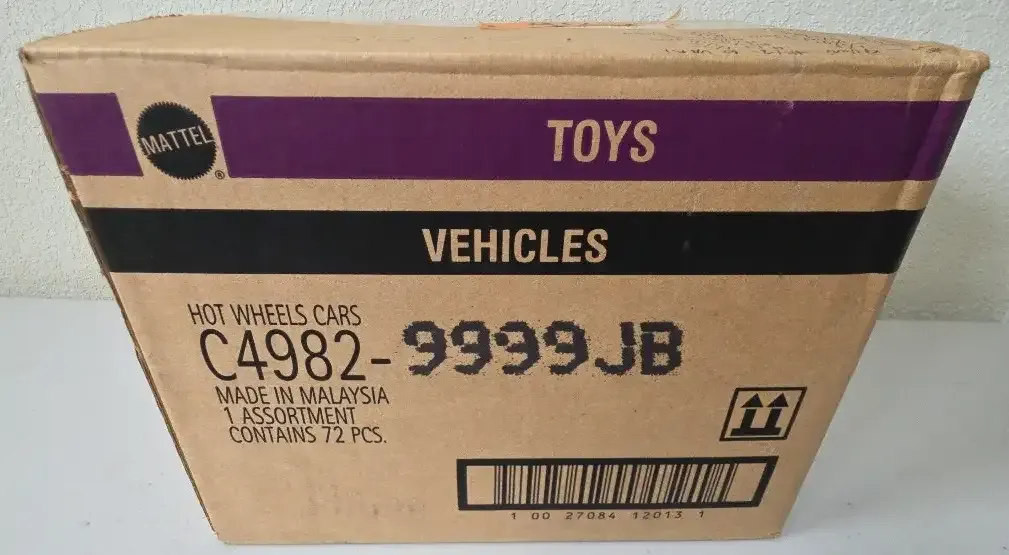 MATTEL
®
TOYS
VEHICLES
HOT WHEELS CARS
C4982-9999JB
MADE IN MALAYSIA
1 ASSORTMENT
CONTAINS 72 PCS.
1 00 27084 12013 1